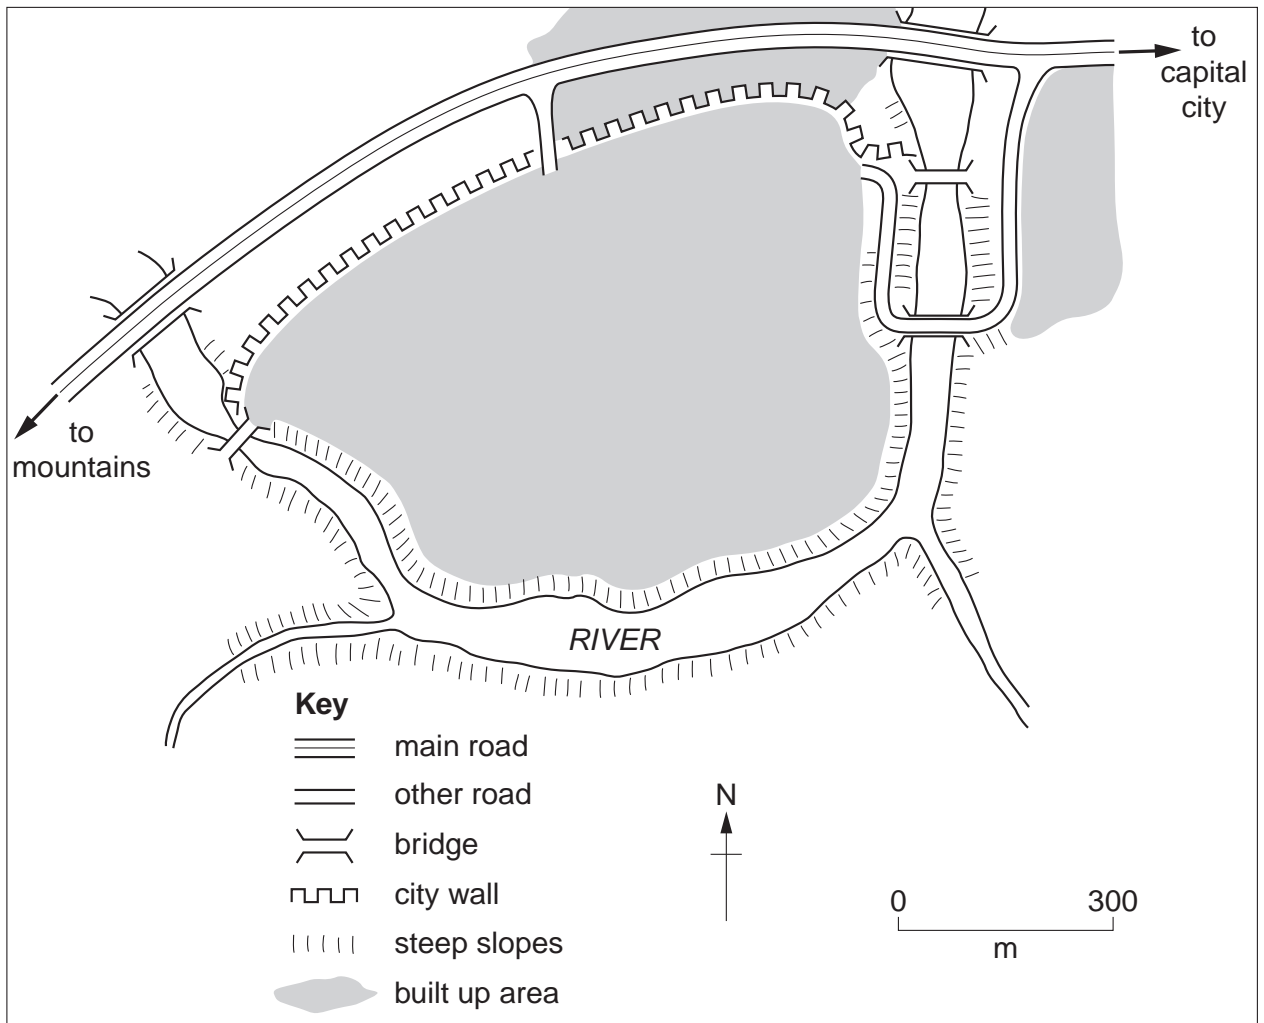 to
capital
city
to
mountains
RIVER
Key
main road
other road
bridge
city wall
steep slopes
built up area
N
0 300
m